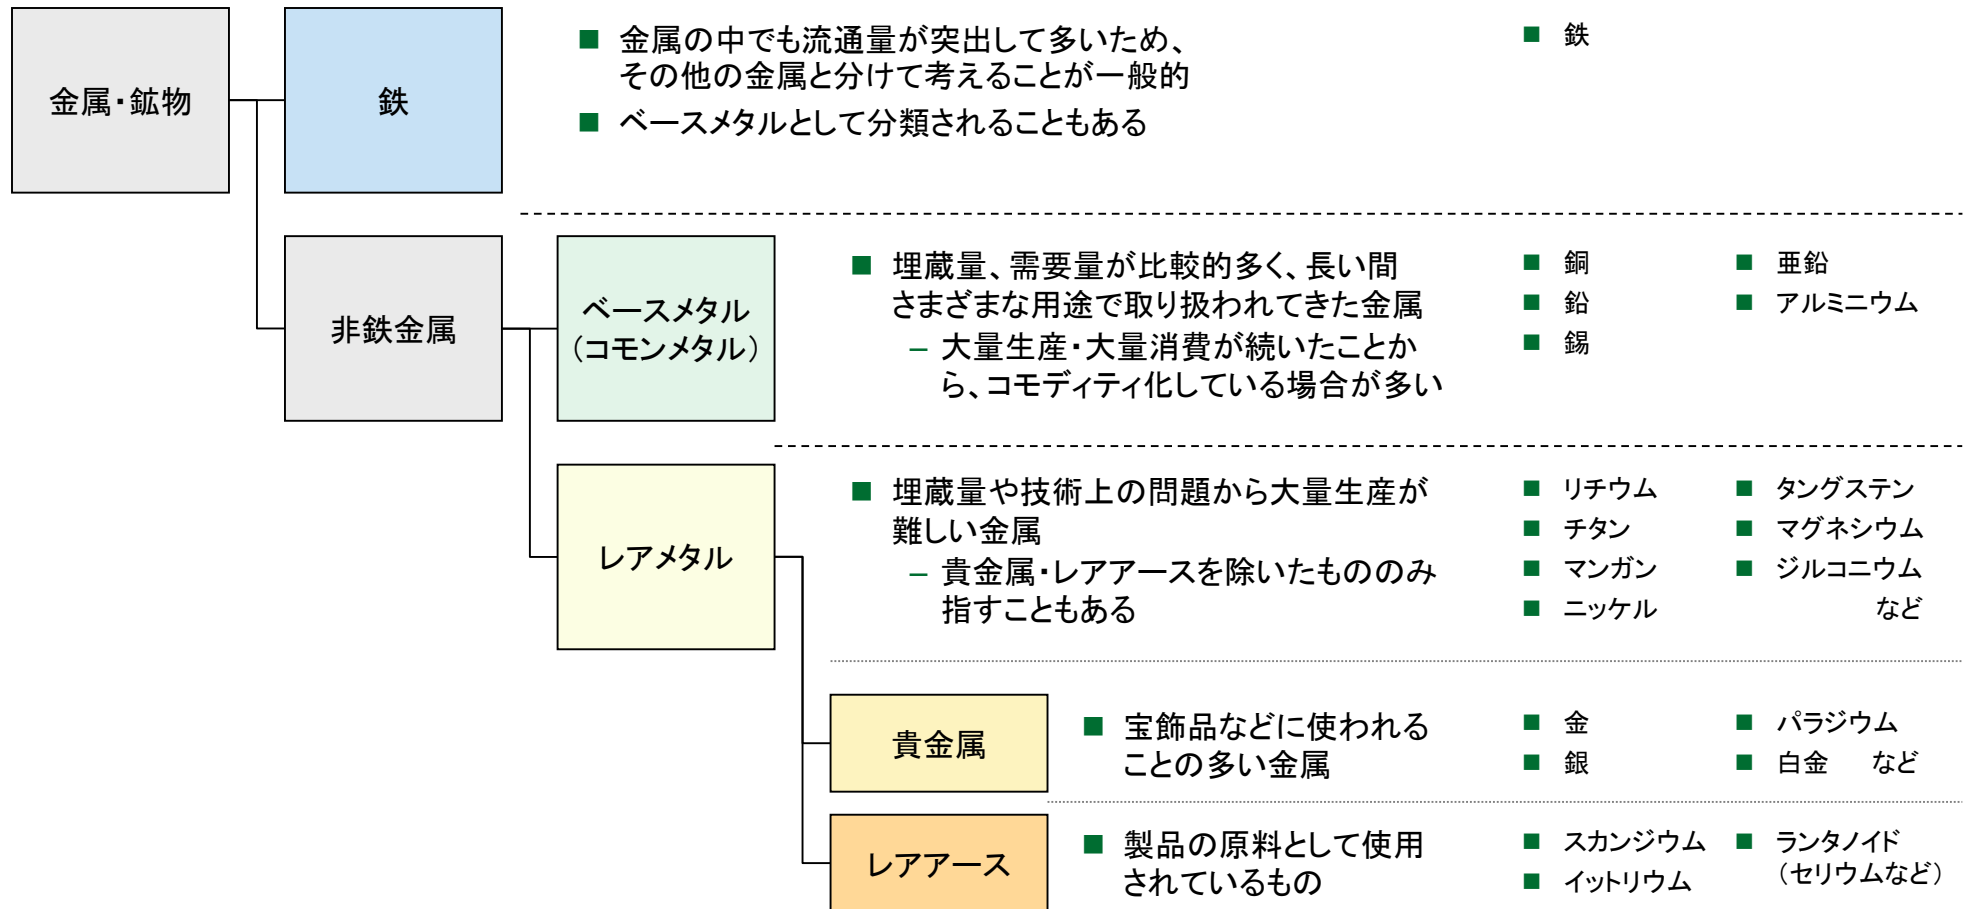 金属・鉱物
鉄
■ 金属の中でも流通量が突出して多いため、
その他の金属と分けて考えることが一般的
■ ベースメタルとして分類されることもある
■ 鉄
非鉄金属
ベースメタル
（コモンメタル）
■ 埋蔵量、需要量が比較的多く、長い間
さまざまな用途で取り扱われてきた金属
– 大量生産・大量消費が続いたことか
ら、コモディティ化している場合が多い
■ 銅
■ 鉛
■ 錫
■ 亜鉛
■ アルミニウム
レアメタル
■ 埋蔵量や技術上の問題から大量生産が
難しい金属
– 貴金属・レアアースを除いたもののみ
指すこともある
■ リチウム
■ チタン
■ マンガン
■ ニッケル
■ タングステン
■ マグネシウム
■ ジルコニウム
など
貴金属
■ 宝飾品などに使われる
ことの多い金属
■ 金
■ 銀
■ パラジウム
■ 白金 など
レアアース
■ 製品の原料として使用
されているもの
■ スカンジウム
■ イットリウム
■ ランタノイド
（セリウムなど）